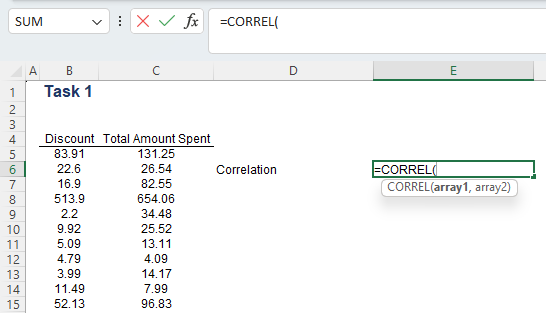 SUM fx =CORREL(
A B C D E
1 Task 1
2
3
4 Discount Total Amount Spent
5 83.91 131.25
6 22.6 26.54 Correlation =CORREL(
7 16.9 82.55 CORREL(array1, array2)
8 513.9 654.06
9 2.2 34.48
10 9.92 25.52
11 5.09 13.11
12 4.79 4.09
13 3.99 14.17
14 11.49 7.99
15 52.13 96.83